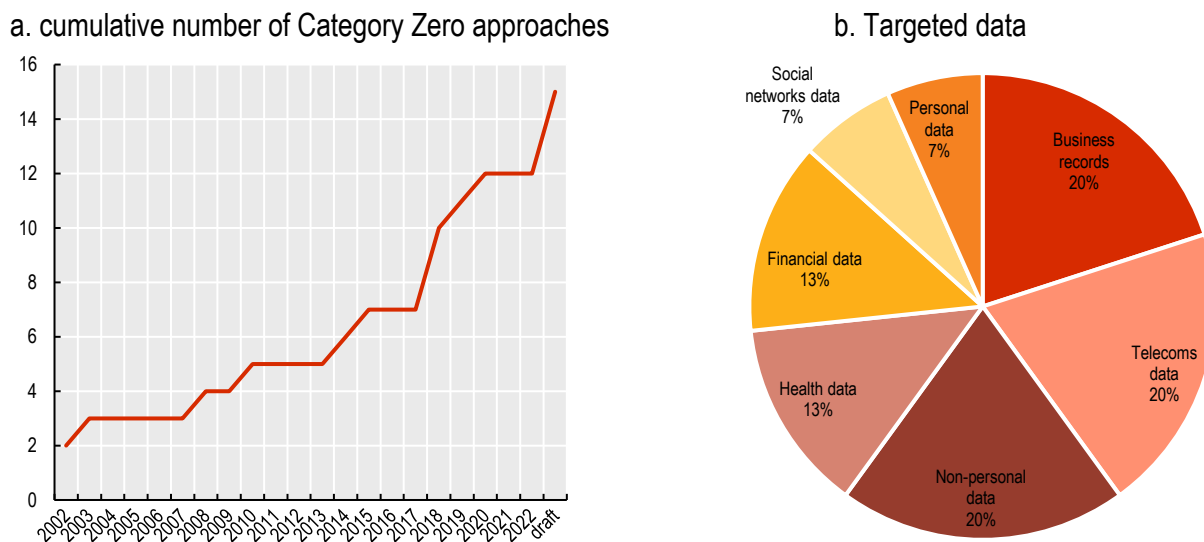 a. cumulative number of Category Zero approaches
16
14
12
10
8
6
4
2
0
2002
2003
2004
2005
2006
2007
2008
2009
2010
2011
2012
2013
2014
2015
2016
2017
2018
2019
2020
2021
2022
draft
b. Targeted data
Business
records
20%
Telecoms
data
20%
Non-personal
data
20%
Health data
13%
Financial data
13%
Social
networks data
7%
Personal
data
7%